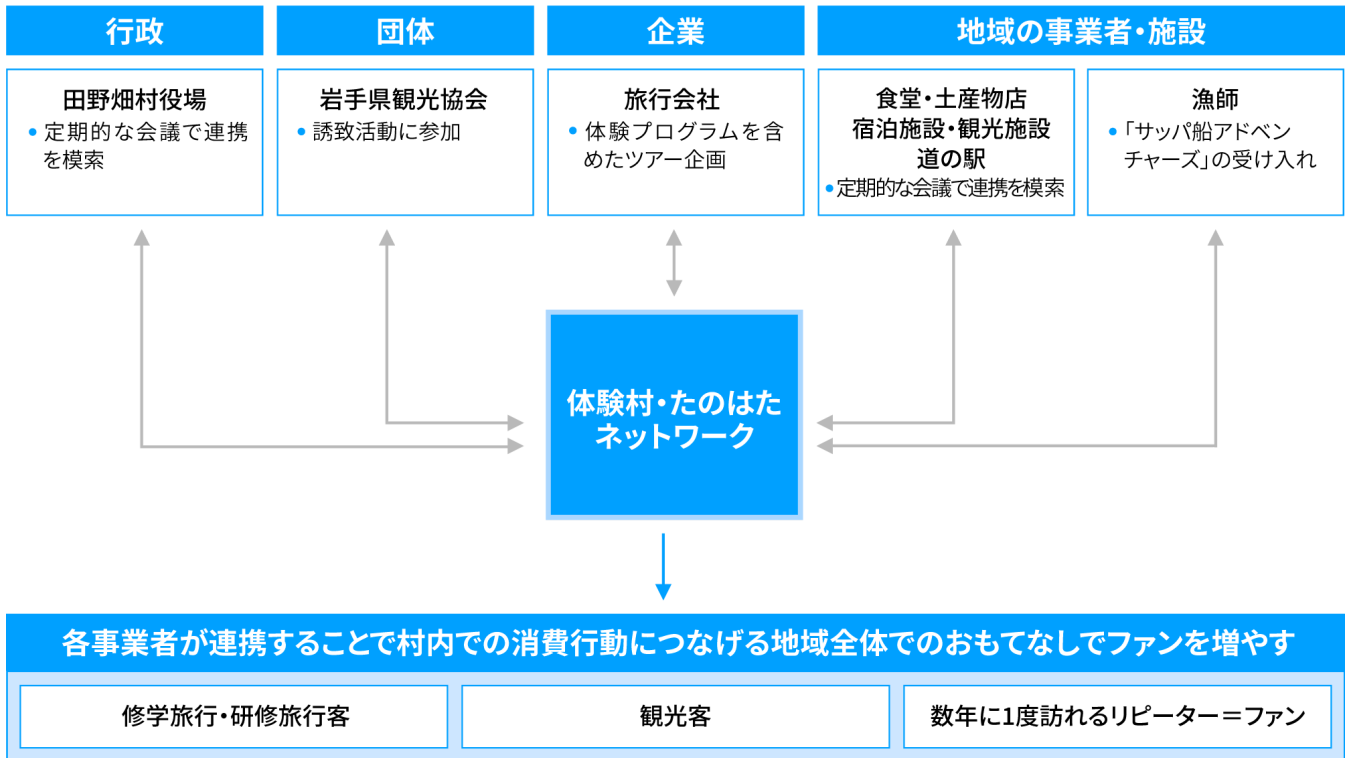 行政
団体
企業
地域の事業者・施設
田野畑村役場
• 定期的な会議で連携
を模索
岩手県観光協会
• 誘致活動に参加
旅行会社
• 体験プログラムを含
めたツアー企画
食堂・土産物店
宿泊施設・観光施設
道の駅
• 定期的な会議で連携を模索
漁師
• 「サッパ船アドベン
チャーズ」の受け入れ
体験村・たのはた
ネットワーク
各事業者が連携することで村内での消費行動につなげる地域全体でのおもてなしでファンを増やす
修学旅行・研修旅行客
観光客
数年に1度訪れるリピーター＝ファン